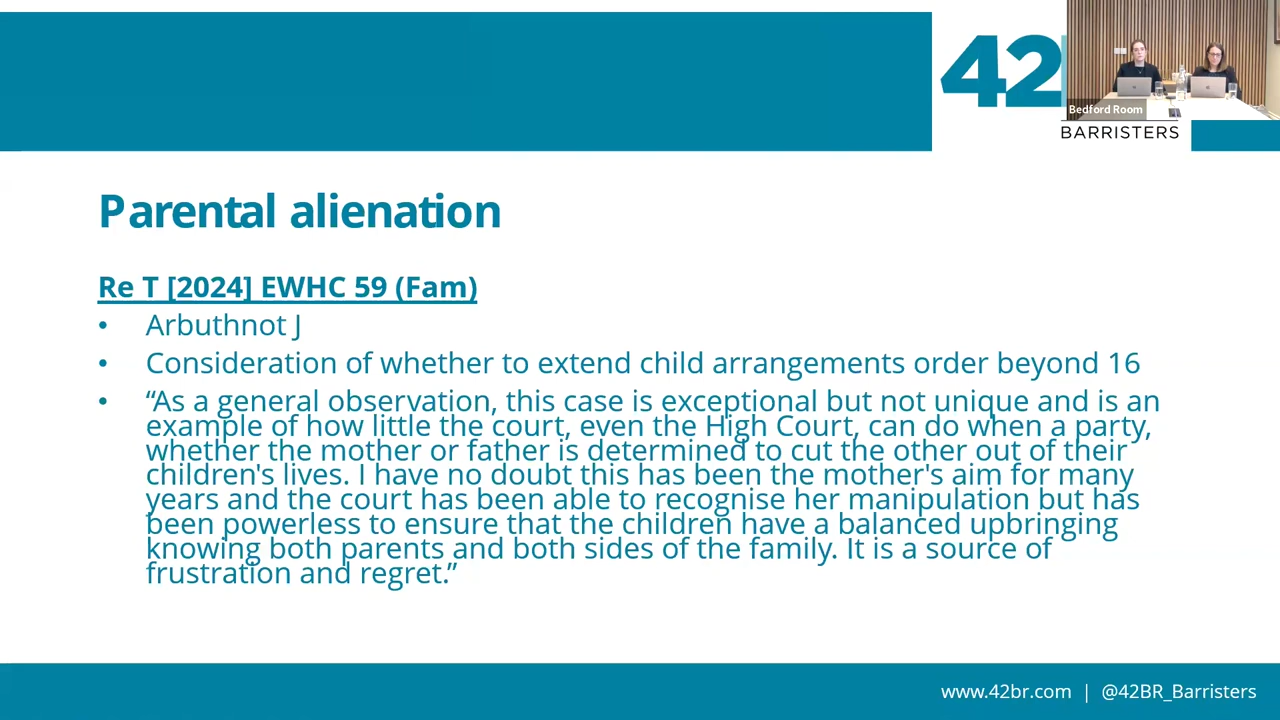 42
Bedford Room
BARRISTERS
Parental alienation
Re T [2024] EWHC 59 (Fam)
• Arbuthnot J
• Consideration of whether to extend child arrangements order beyond 16
• “As a general observation, this case is exceptional but not unique and is an
example of how little the court, even the High Court, can do when a party,
whether the mother or father is determined to cut the other out of their
children's lives. I have no doubt this has been the mother's aim for many
years and the court has been able to recognise her manipulation but has
been powerless to ensure that the children have a balanced upbringing
knowing both parents and both sides of the family. It is a source of
frustration and regret.”
www.42br.com | @42BR_Barristers